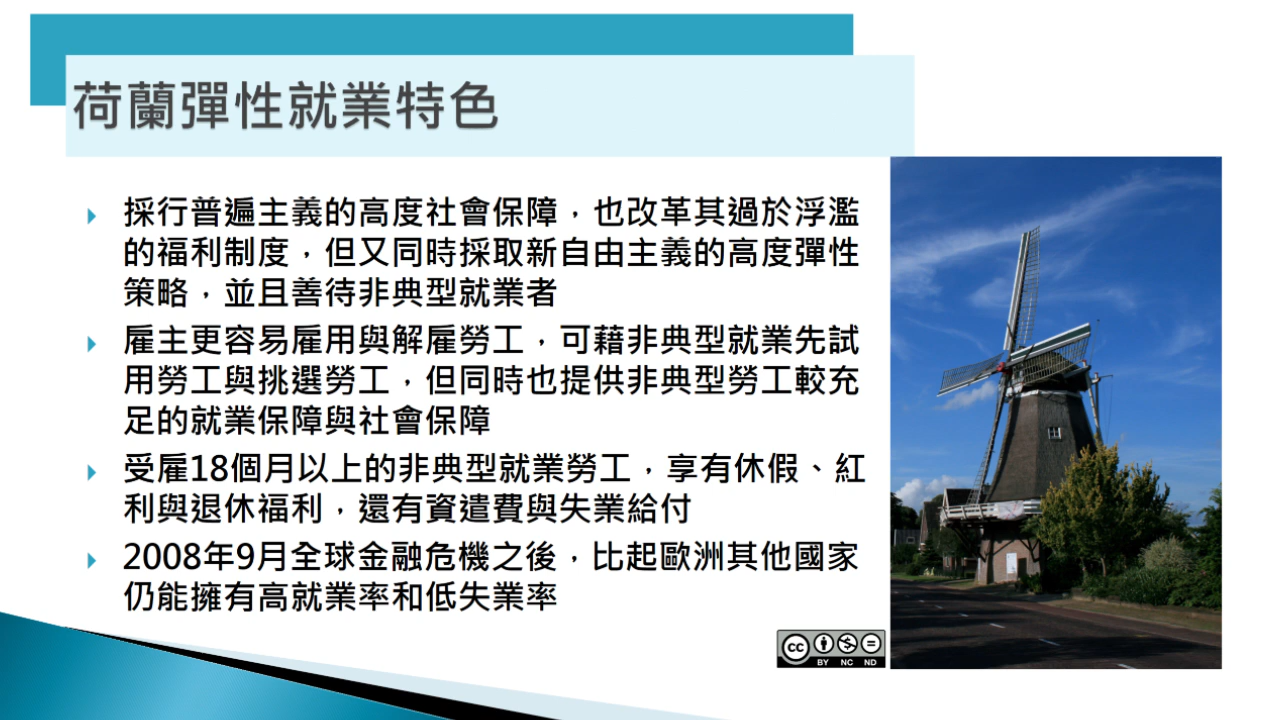 荷蘭彈性就業特色
採行普遍主義的高度社會保障，也改革其過於浮濫
的福利制度，但又同時採取新自由主義的高度彈性
策略，並且善待非典型就業者
雇主更容易雇用與解雇勞工，可藉非典型就業先試
用勞工與挑選勞工，但同時也提供非典型勞工較充
足的就業保障與社會保障
受雇18個月以上的非典型就業勞工，享有休假、紅
利與退休福利，還有資遣費與失業給付
2008年9月全球金融危機之後，比起歐洲其他國家
仍能擁有高就業率和低失業率
cc
BY NC ND